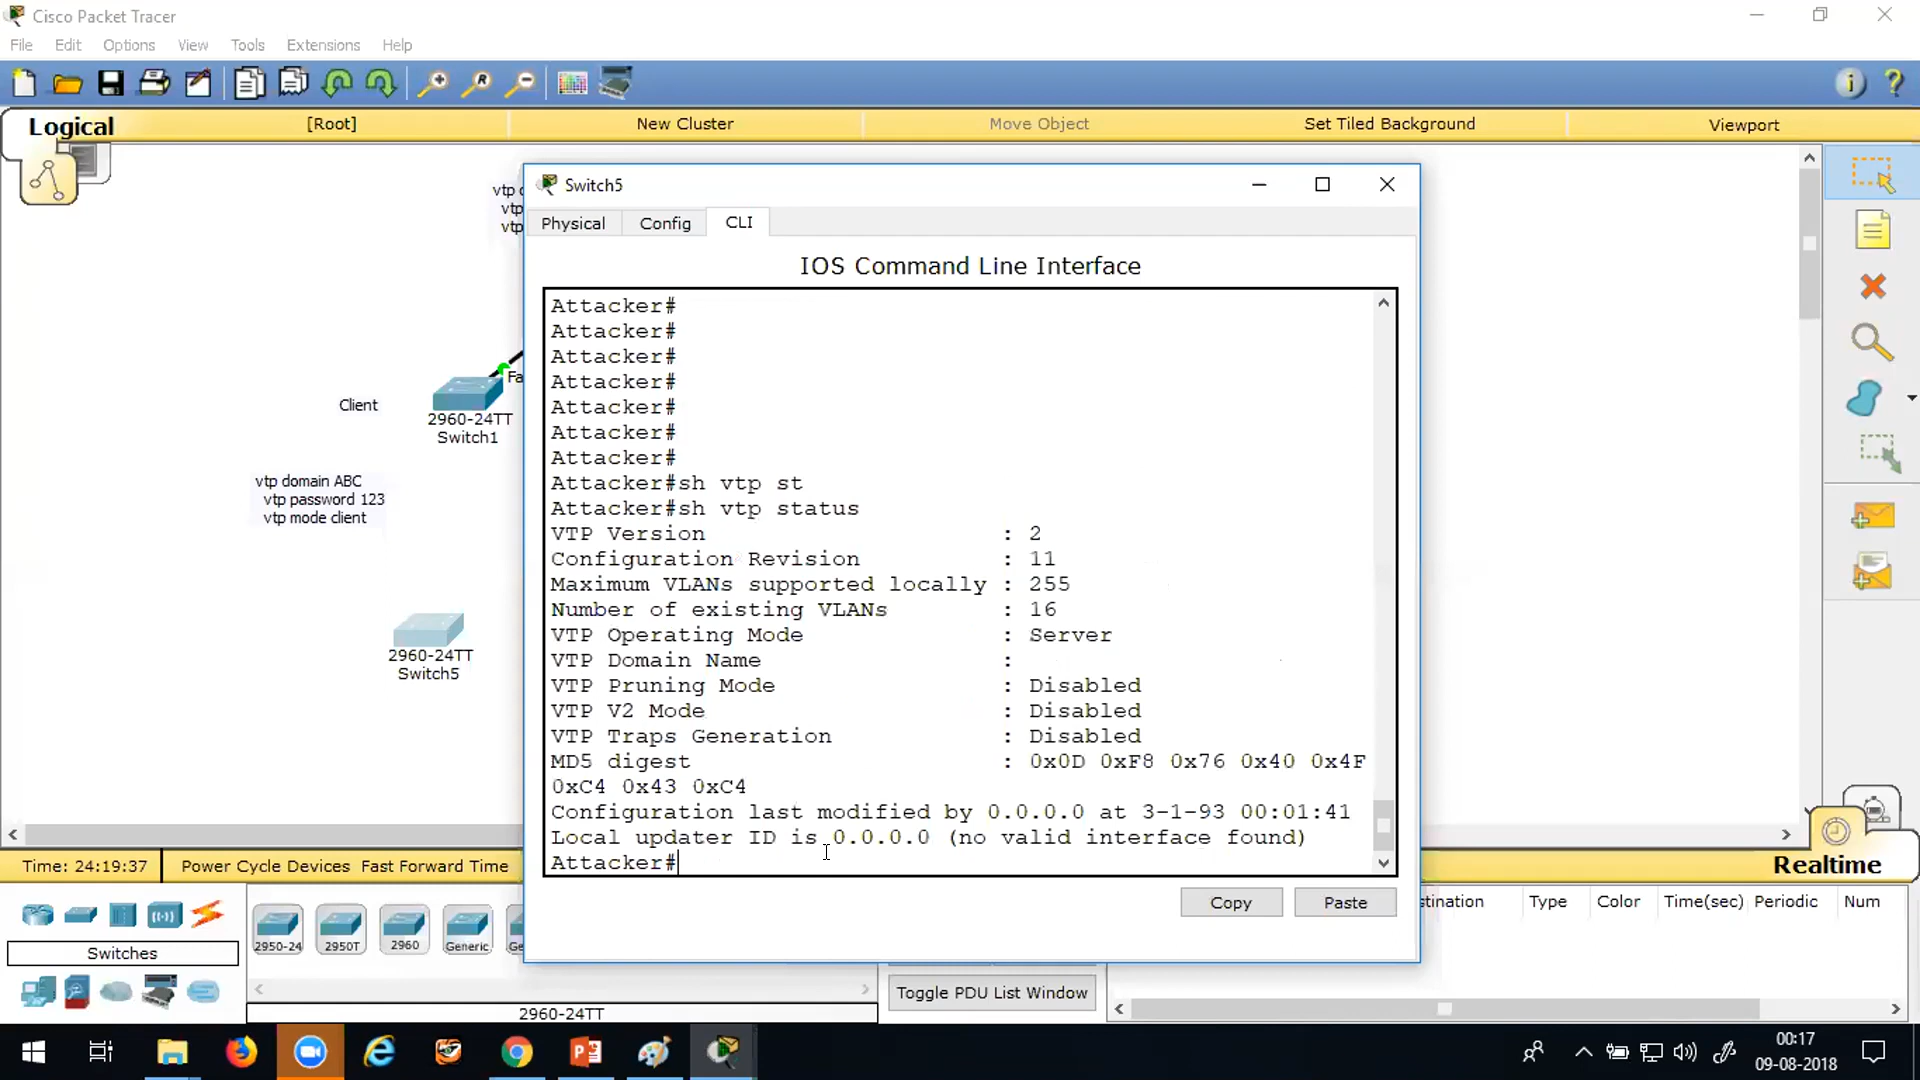 Cisco Packet Tracer
File Edit Options View Tools Extensions Help
Logical [Root] New Cluster Move Object Set Tiled Background Viewport
vtp
vtp
vtp
Fa
Client
2960-24TT
Switch1
vtp domain ABC
vtp password 123
vtp mode client
2960-24TT
Switch5
Switch5
Physical Config CLI
IOS Command Line Interface
Attacker#
Attacker#
Attacker#
Attacker#
Attacker#
Attacker#
Attacker#
Attacker#sh vtp st
Attacker#sh vtp status
VTP Version : 2
Configuration Revision : 11
Maximum VLANs supported locally : 255
Number of existing VLANs : 16
VTP Operating Mode : Server
VTP Domain Name :
VTP Pruning Mode : Disabled
VTP V2 Mode : Disabled
VTP Traps Generation : Disabled
MD5 digest : 0x0D 0xF8 0x76 0x40 0x4F
0xC4 0x43 0xC4
Configuration last modified by 0.0.0.0 at 3-1-93 00:01:41
Local updater ID is 0.0.0.0 (no valid interface found)
Attacker#
Copy Paste
Time: 24:19:37 Power Cycle Devices Fast Forward Time Realtime
stination Type Color Time(sec) Periodic Num
2950-24 2950T 2960 Generic Ge
Switches
Toggle PDU List Window
2960-24TT
00:17
09-08-2018